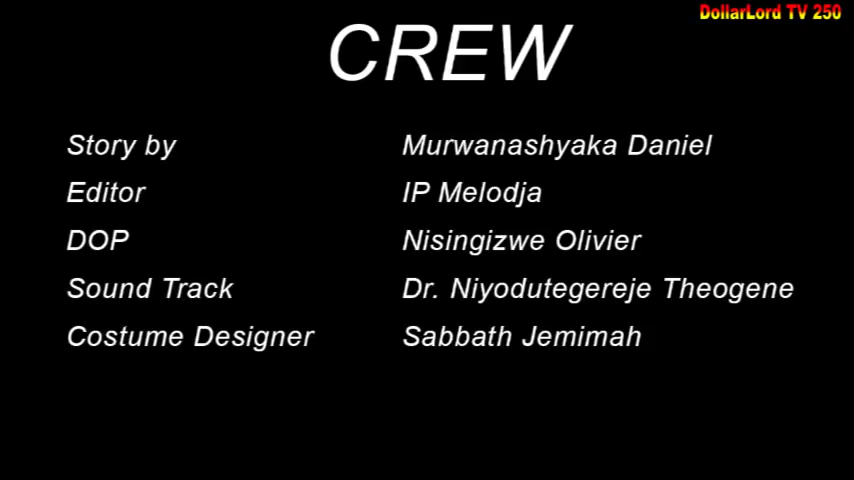 DollarLord TV 250
CREW
Story by Murwanashyaka Daniel
Editor IP Melodja
DOP Nisingizwe Olivier
Sound Track Dr. Niyodutegereje Theogene
Costume Designer Sabbath Jemimah